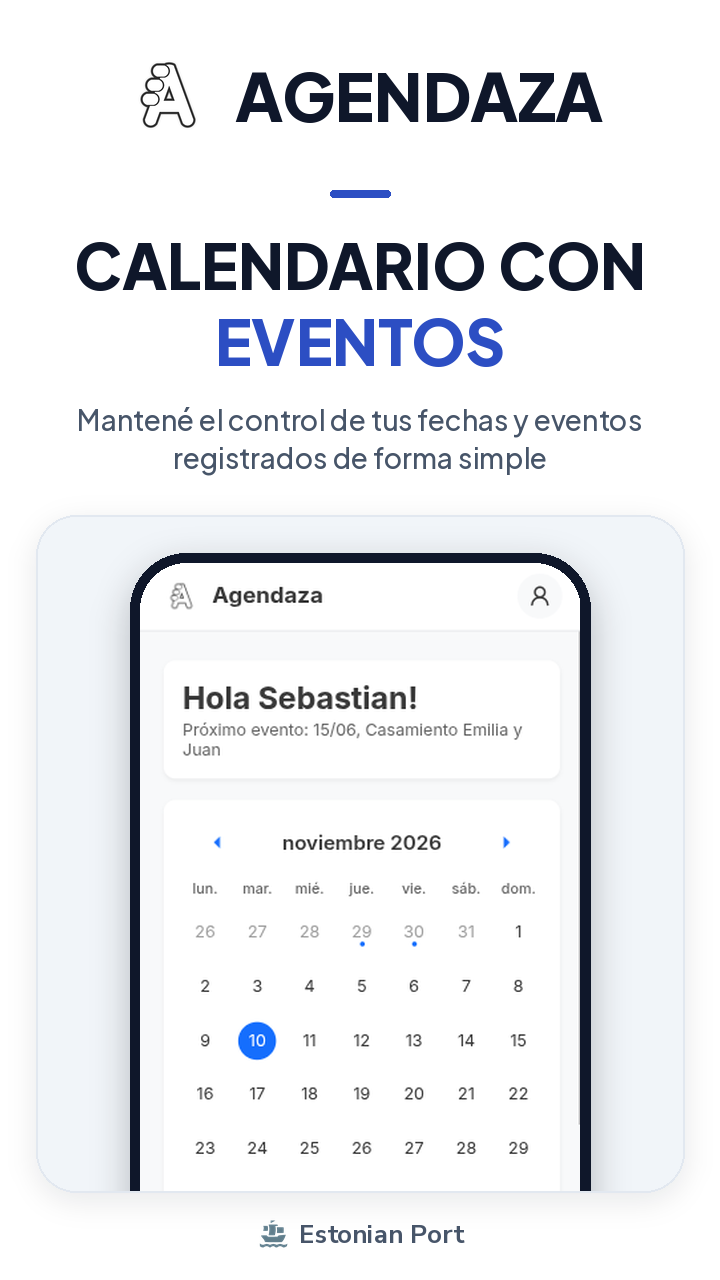 AGENDAZA
CALENDARIO CON
EVENTOS
Mantené el control de tus fechas y eventos
registrados de forma simple
Agendaza
Hola Sebastian!
Próximo evento: 15/06, Casamiento Emilia y
Juan
noviembre 2026
lun. mar. mié. jue. vie. sáb. dom.
26 27 28 29 30 31 1
2 3 4 5 6 7 8
9 10 11 12 13 14 15
16 17 18 19 20 21 22
23 24 25 26 27 28 29
Estonian Port